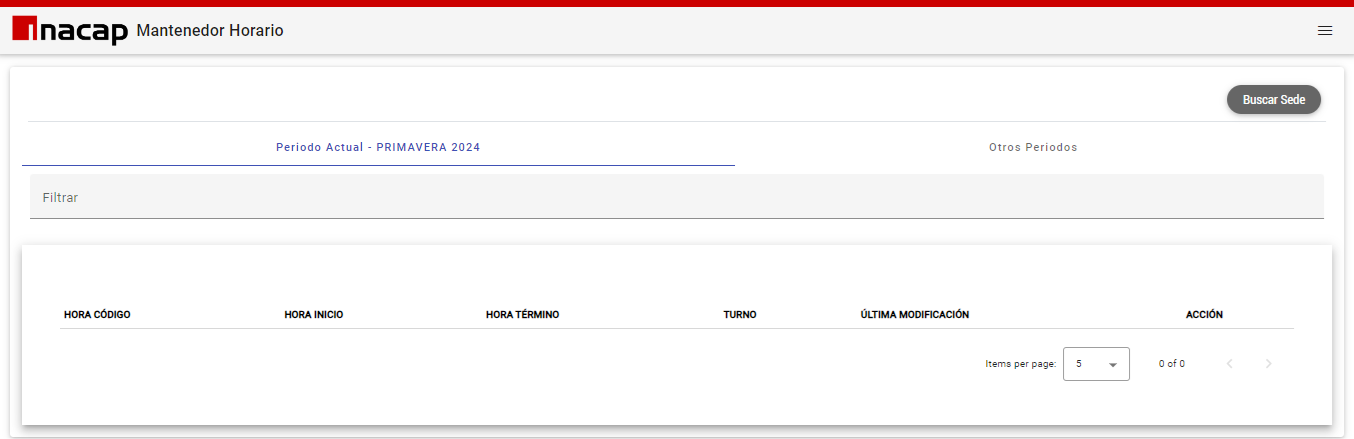 inacap Mantenedor Horario
Buscar Sede
Periodo Actual - PRIMAVERA 2024 Otros Periodos
Filtrar
HORA CÓDIGO HORA INICIO HORA TÉRMINO TURNO ÚLTIMA MODIFICACIÓN ACCIÓN
Items per page: 5 0 of 0